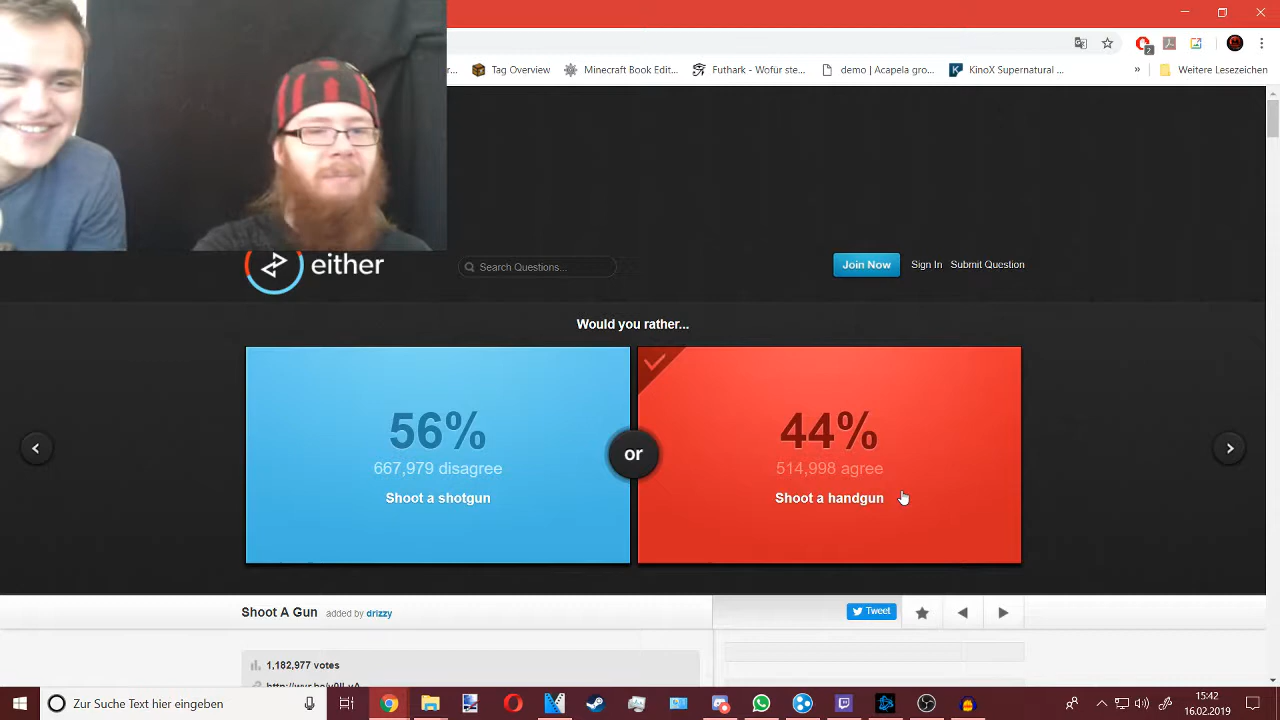 Tag Overview
Minecraft Book Edit...
Futhark - Wofür ste...
demo | Acapela gro...
KinoX Supernatural ...
»
Weitere Lesezeichen
2
either
Search Questions...
Join Now
Sign In
Submit Question
Would you rather...
56%
667,979 disagree
Shoot a shotgun
or
44%
514,998 agree
Shoot a handgun
Shoot A Gun added by drizzy
Tweet
1,182,977 votes
Zur Suche Text hier eingeben
15:42
16.02.2019